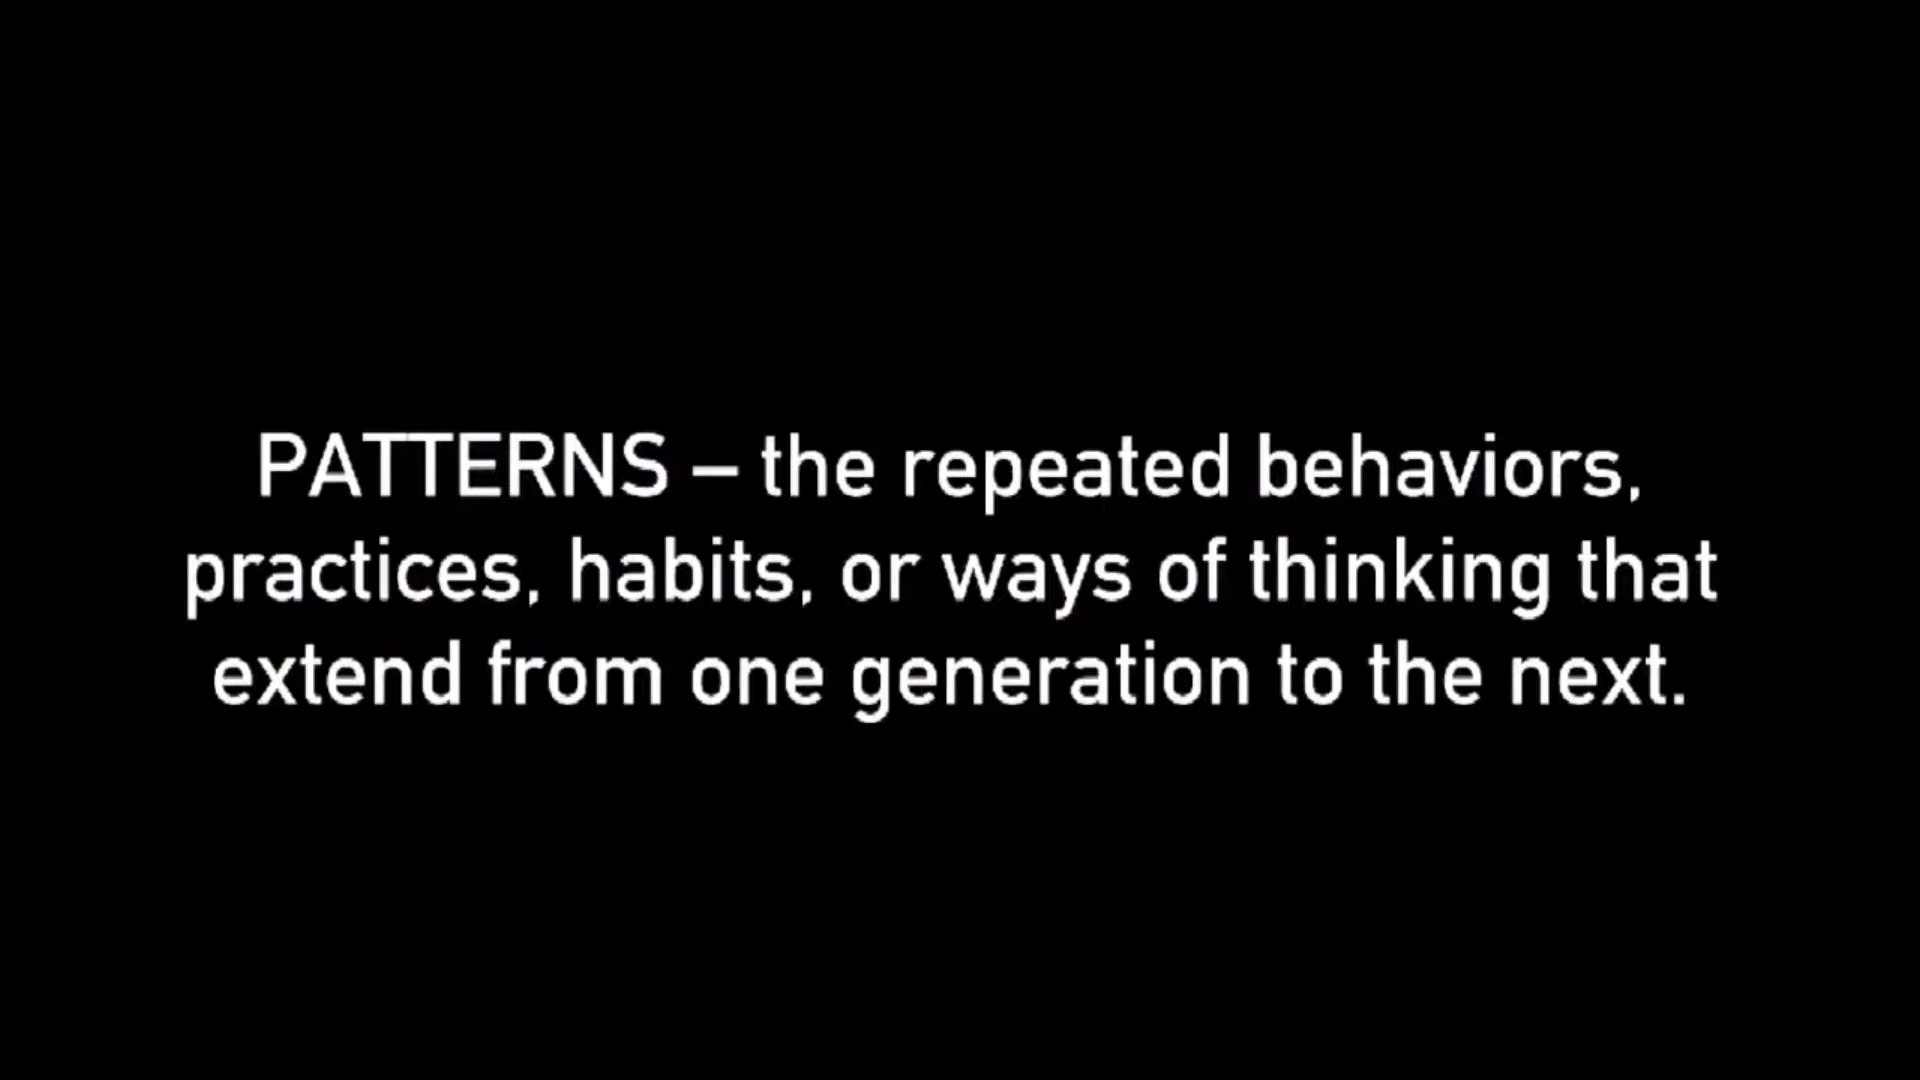 PATTERNS – the repeated behaviors,
practices, habits, or ways of thinking that
extend from one generation to the next.